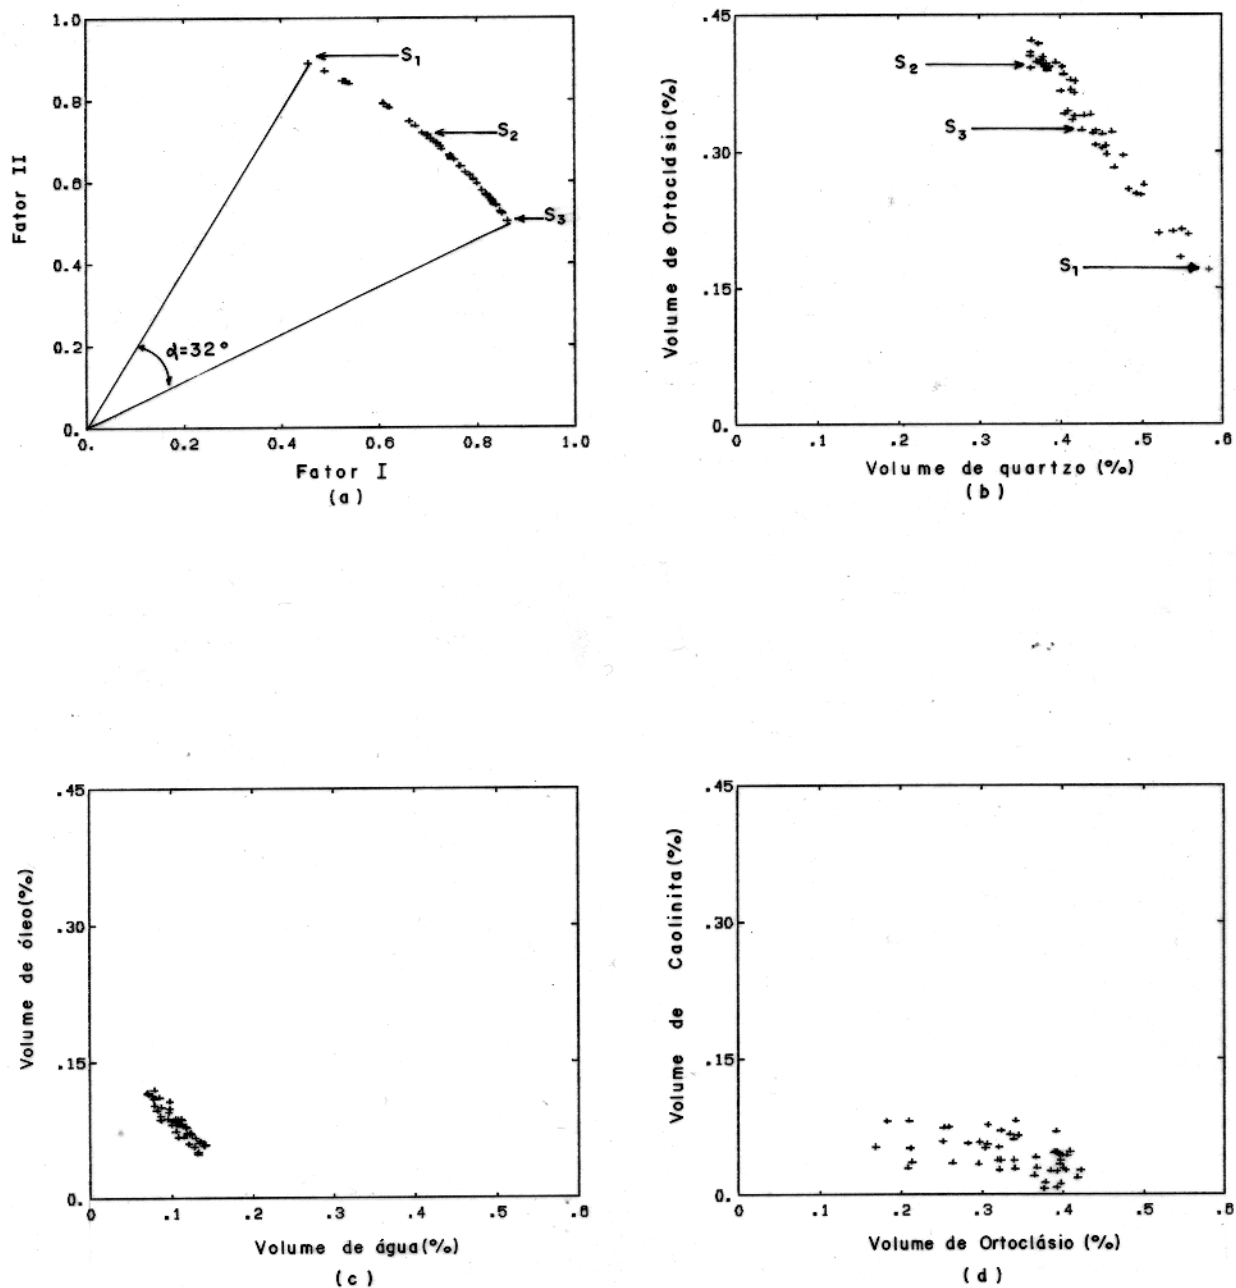 1.0
0.8
0.6
0.4
0.2
0.
Fator II
S1
S2
S3
α=32°
0. 0.2 0.4 0.6 0.8 1.0
Fator I
(a)
.45
.30
.15
0.
Volume de Ortoclásio(%)
S2
S3
S1
0 .1 .2 .3 .4 .5 .6
Volume de quartzo(%)
(b)
.45
.30
.15
0.
Volume de óleo(%)
0 .1 .2 .3 .4 .5 .6
Volume de água(%)
(c)
.45
.30
.15
0.
Volume de Caolinita(%)
0 .1 .2 .3 .4 .5 .6
Volume de Ortoclásio(%)
(d)